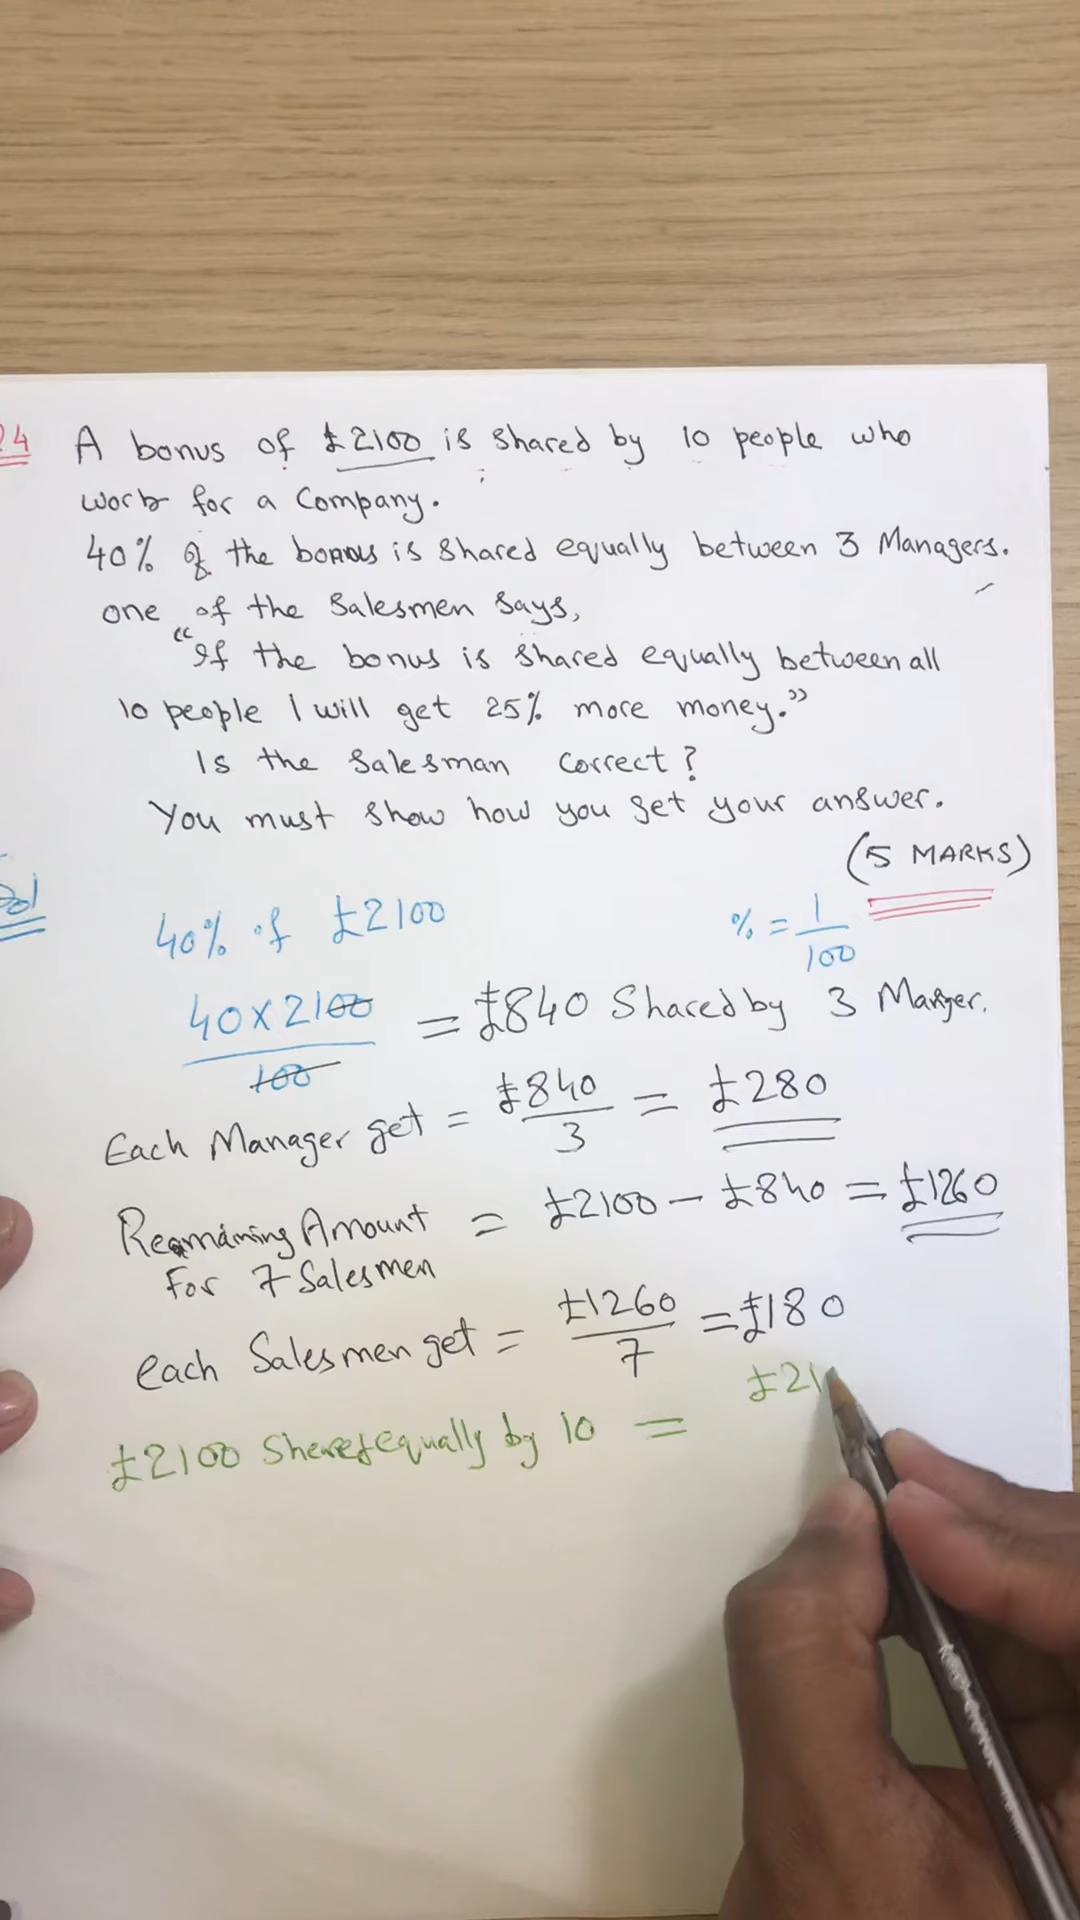 24 A bonus of £2100 is shared by 10 people who
work for a Company.
40% of the bonus is shared equally between 3 Managers.
one of the Salesmen says,
"If the bonus is shared equally between all
10 people I will get 25% more money."
Is the Salesman correct?
You must show how you get your answer.
(5 MARKS)
Sol
40% of £2100
% = 1/100
40 x 2100 / 100 = £840 Shared by 3 Manger.
Each Manager get = £840/3 = £280
Remaining Amount = £2100 - £840 = £1260
For 7 Salesmen
each Salesmen get = £1260/7 = £180
£21
£2100 Shared equally by 10 =